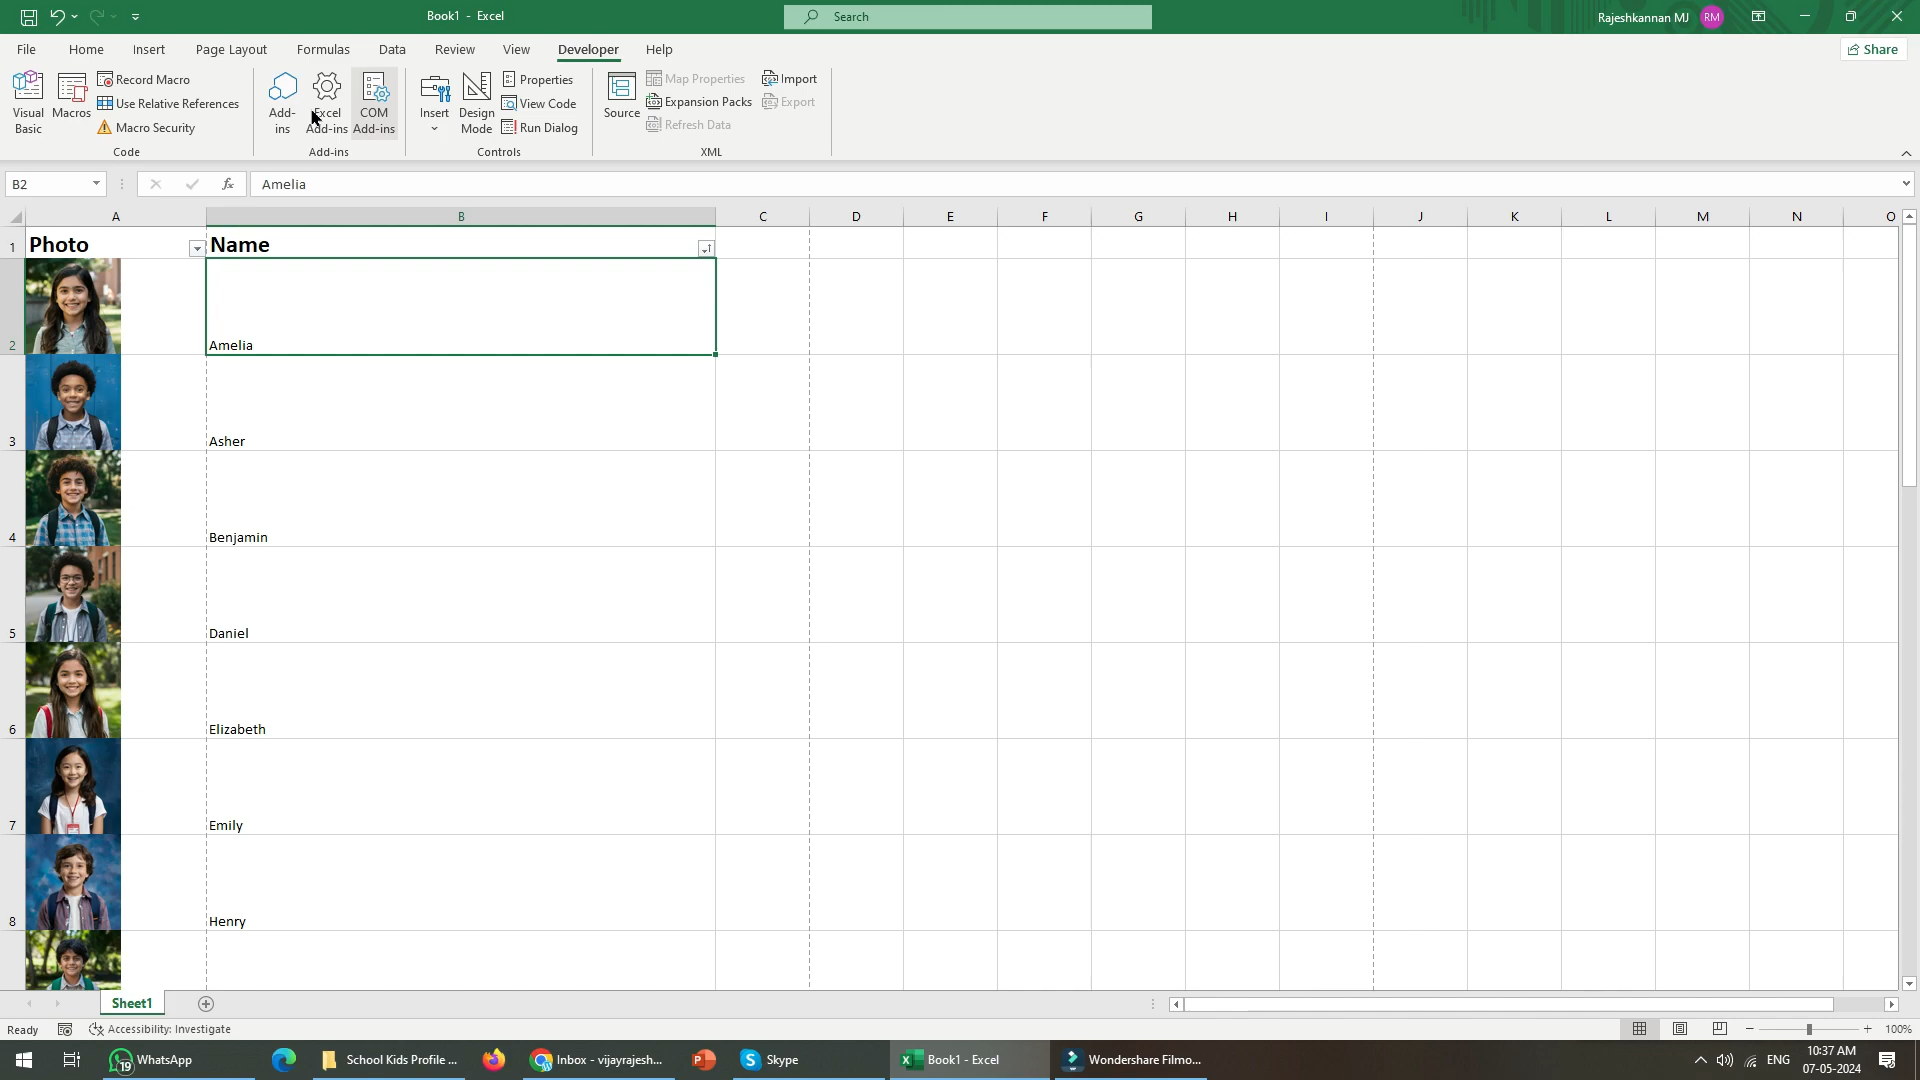 Book1 - Excel
Search
Rajeshkannan MJ RM
File Home Insert Page Layout Formulas Data Review View Developer Help
Share
Visual Basic
Macros
Record Macro
Use Relative References
Macro Security
Code
Add-ins
Excel Add-ins
COM Add-ins
Add-ins
Insert
Design Mode
Properties
View Code
Run Dialog
Controls
Source
Map Properties
Expansion Packs
Refresh Data
Import
Export
XML
B2
fx
Amelia
A B C D E F G H I J K L M N O
1 Photo Name
2 Amelia
3 Asher
4 Benjamin
5 Daniel
6 Elizabeth
7 Emily
8 Henry
Sheet1
Ready
Accessibility: Investigate
100%
19
WhatsApp
School Kids Profile ...
Inbox - vijayrajesh...
Skype
Book1 - Excel
Wondershare Filmo...
ENG
10:37 AM
07-05-2024